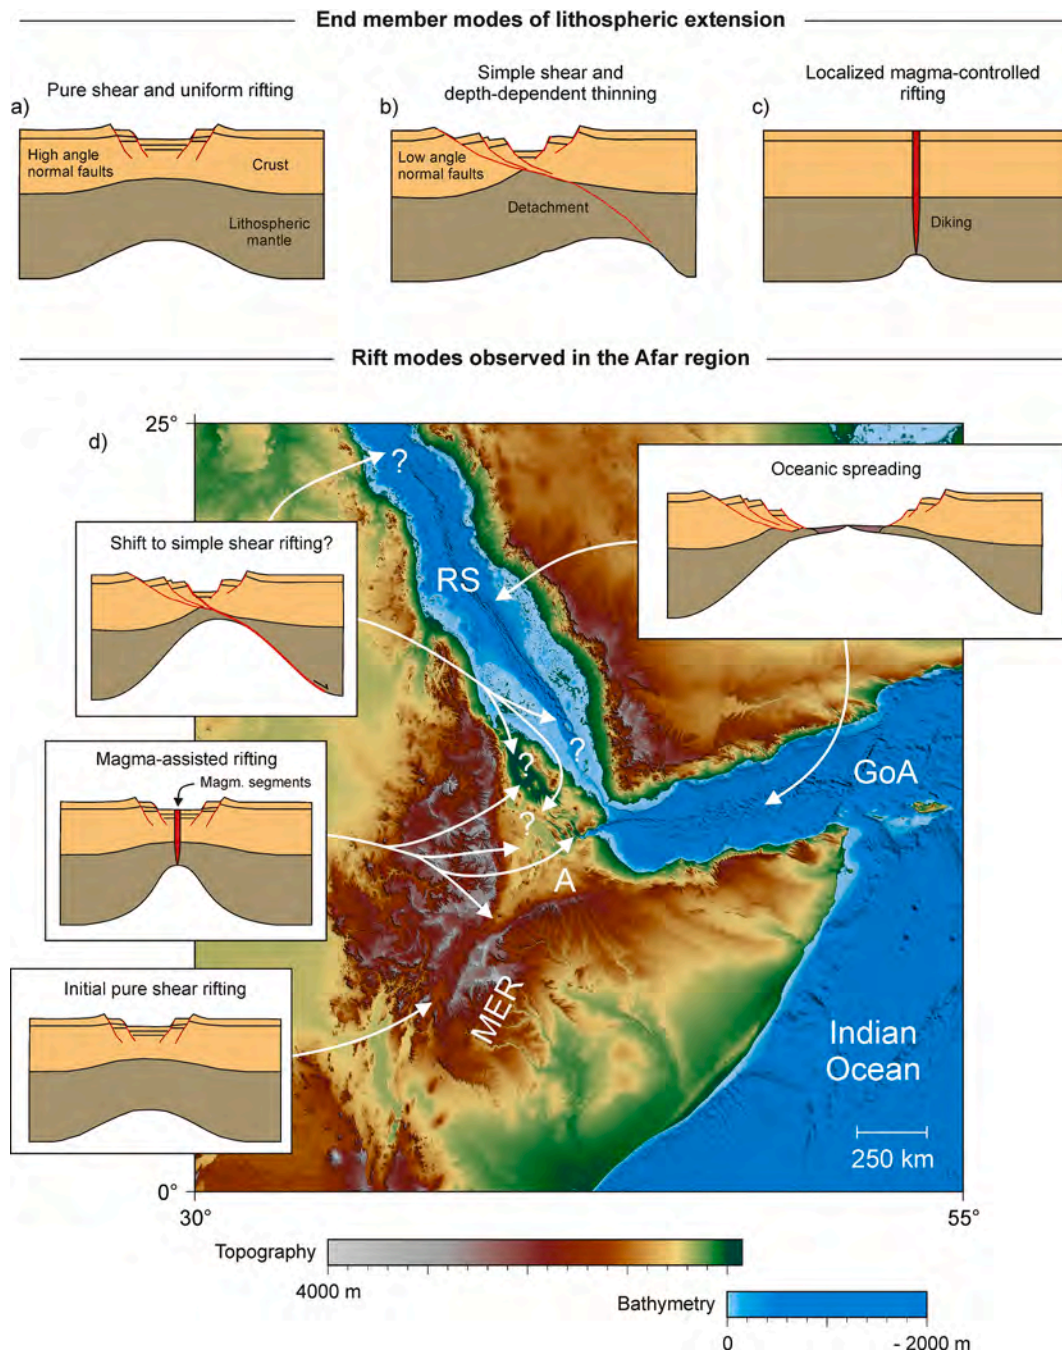 End member modes of lithospheric extension
a)
Pure shear and uniform rifting
High angle
normal faults
Crust
Lithospheric
mantle
b)
Simple shear and
depth-dependent thinning
Low angle
normal faults
Detachment
c)
Localized magma-controlled
rifting
Diking
Rift modes observed in the Afar region
d)
25°
?
Oceanic spreading
Shift to simple shear rifting?
RS
Magma-assisted rifting
Magm. segments
?
?
?
GoA
A
Initial pure shear rifting
MER
Indian
Ocean
250 km
0°
30°
55°
Topography
4000 m
Bathymetry
0
- 2000 m